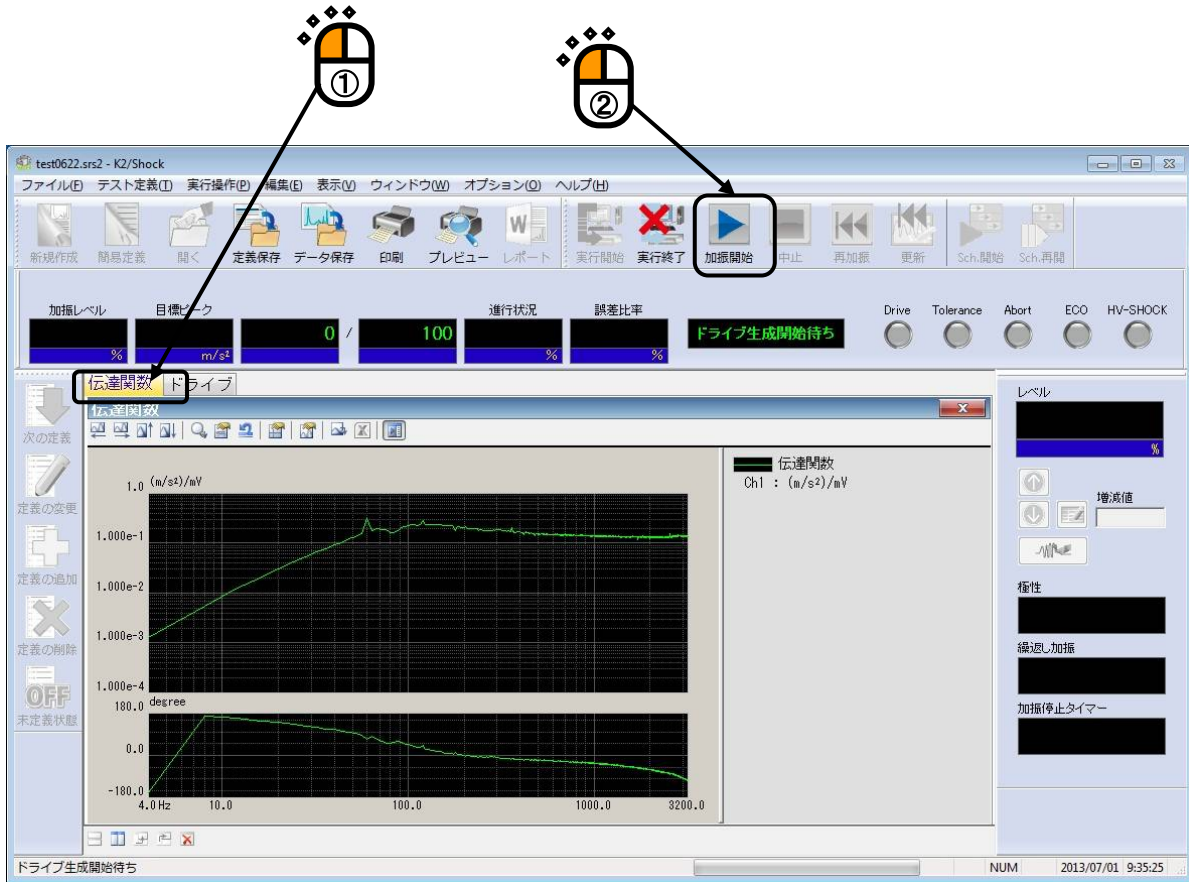 ①
②
test0622.srs2 - K2/Shock
ファイル(F) テスト定義(T) 実行操作(P) 編集(E) 表示(V) ウィンドウ(W) オプション(O) ヘルプ(H)
新規作成 簡易定義 開く 定義保存 データ保存 印刷 プレビュー レポート 実行開始 実行終了 加振開始 中止 再加振 更新 Sch.開始 Sch.再開
加振レベル 目標ピーク 進行状況 誤差比率 Drive Tolerance Abort ECO HV-SHOCK
0 / 100 ドライブ生成開始待ち
% m/s² % %
伝達関数 ドライブ
伝達関数
次の定義
定義の変更
定義の追加
定義の削除
OFF
未定義状態
1.0 (m/s²)/mV
1.000e-1
1.000e-2
1.000e-3
1.000e-4
180.0 degree
0.0
-180.0
4.0 Hz 10.0 100.0 1000.0 3200.0
伝達関数
Ch1 : (m/s²)/mV
レベル
%
増減値
極性
繰返し加振
加振停止タイマー
ドライブ生成開始待ち NUM 2013/07/01 9:35:25